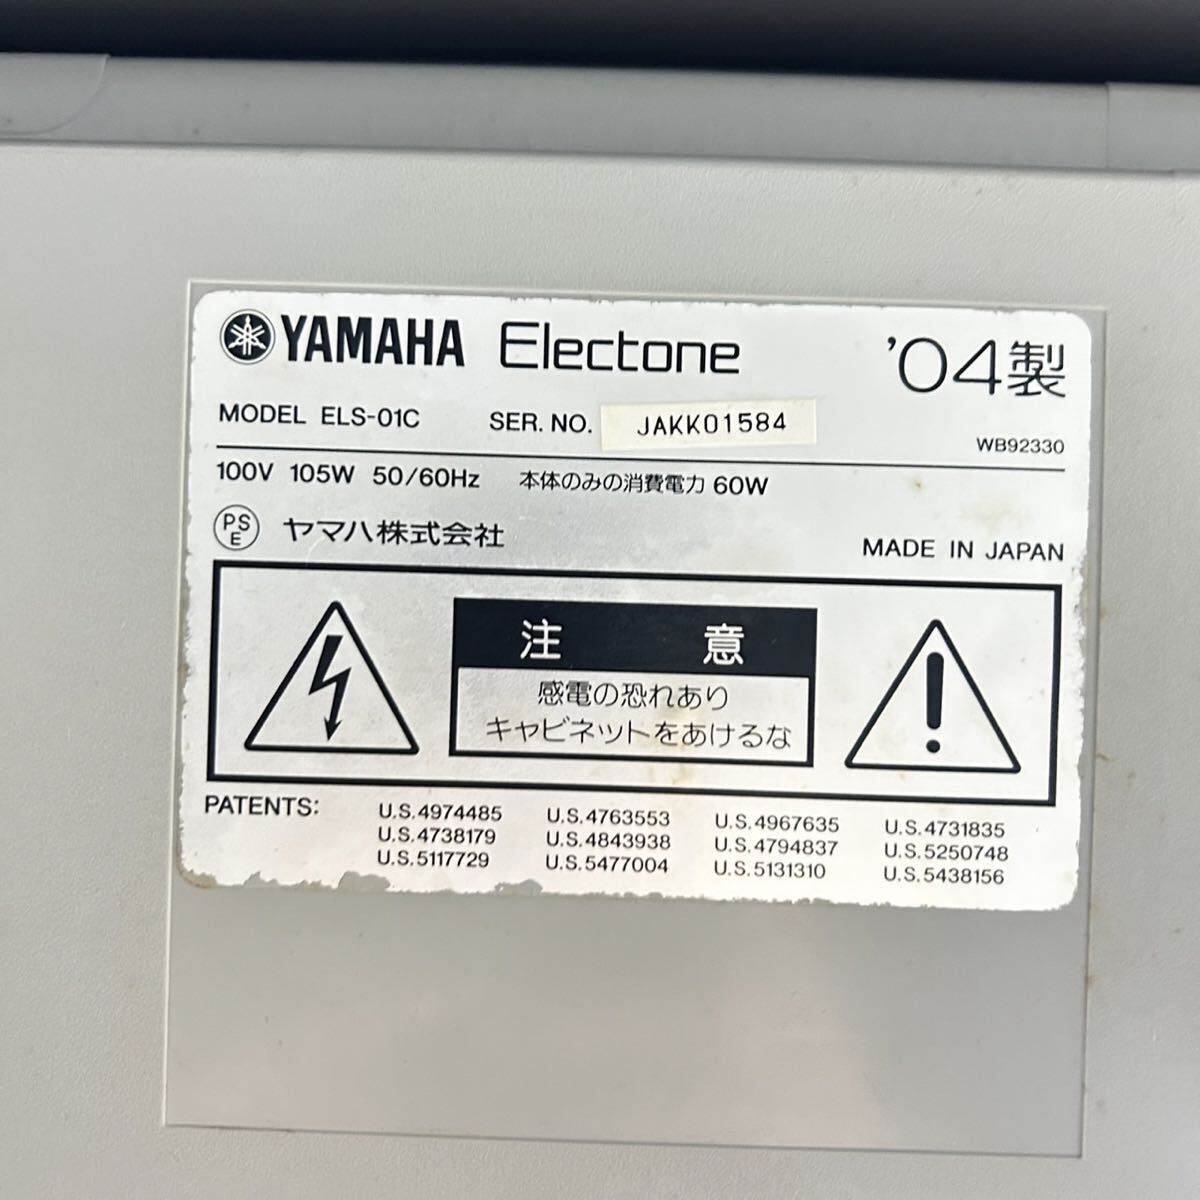 YAMAHA Electone '04製
MODEL ELS-01C SER. NO. JAKK01584
WB92330
100V 105W 50/60Hz 本体のみの消費電力 60W
PSE ヤマハ株式会社
MADE IN JAPAN
注意
感電の恐れあり
キャビネットをあけるな
PATENTS: U.S.4974485 U.S.4763553 U.S.4967635 U.S.4731835
U.S.4738179 U.S.4843938 U.S.4794837 U.S.5250748
U.S.5117729 U.S.5477004 U.S.5131310 U.S.5438156